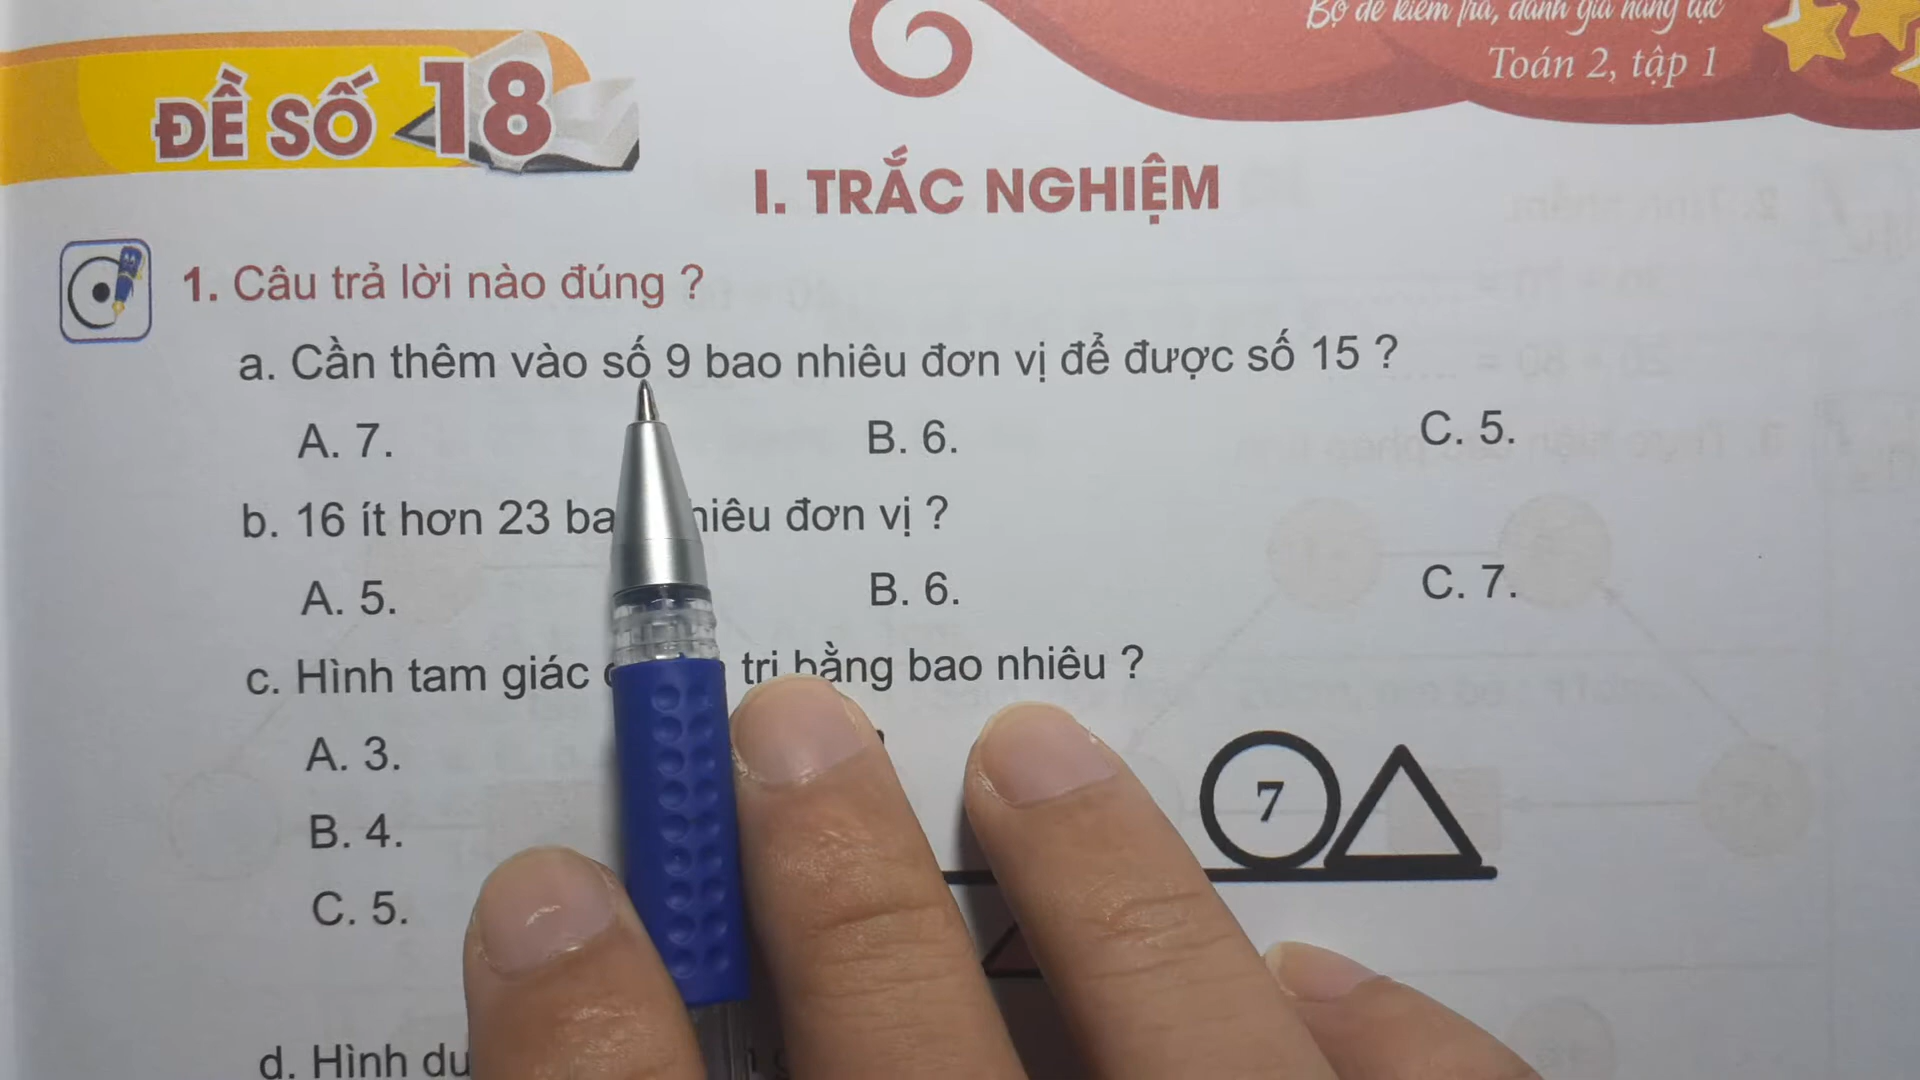 Bộ đề kiểm tra, đánh giá năng lực
Toán 2, tập 1
ĐỀ SỐ 18
I. TRẮC NGHIỆM
1. Câu trả lời nào đúng ?
a. Cần thêm vào số 9 bao nhiêu đơn vị để được số 15 ?
A. 7. B. 6. C. 5.
b. 16 ít hơn 23 bao nhiêu đơn vị ?
A. 5. B. 6. C. 7.
c. Hình tam giác trị bằng bao nhiêu ?
A. 3.
B. 4.
C. 5.
7
d. Hình